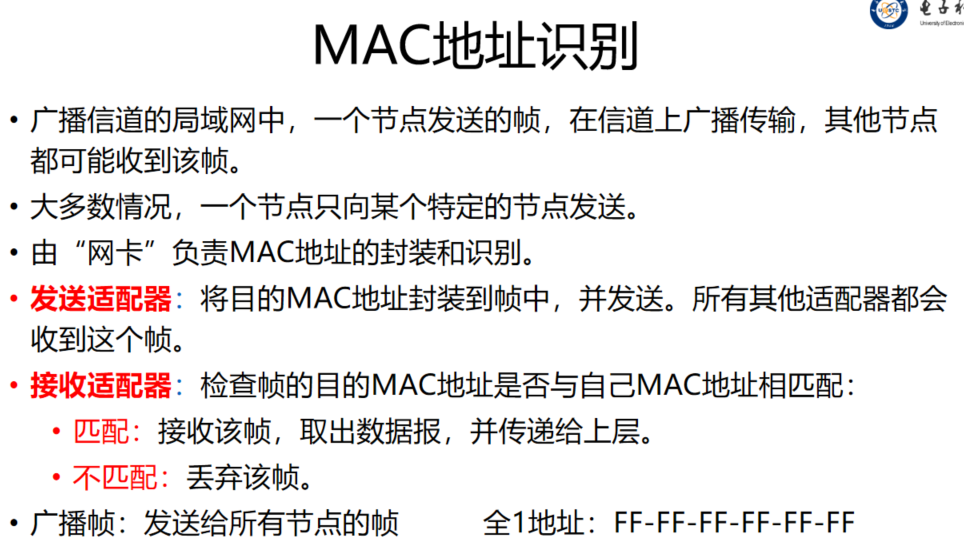 MAC地址识别
• 广播信道的局域网中，一个节点发送的帧，在信道上广播传输，其他节点
都可能收到该帧。
• 大多数情况，一个节点只向某个特定的节点发送。
• 由“网卡”负责MAC地址的封装和识别。
• 发送适配器：将目的MAC地址封装到帧中，并发送。所有其他适配器都会
收到这个帧。
• 接收适配器：检查帧的目的MAC地址是否与自己MAC地址相匹配：
• 匹配：接收该帧，取出数据报，并传递给上层。
• 不匹配：丢弃该帧。
• 广播帧：发送给所有节点的帧 全1地址：FF-FF-FF-FF-FF-FF
电子
University of Electron